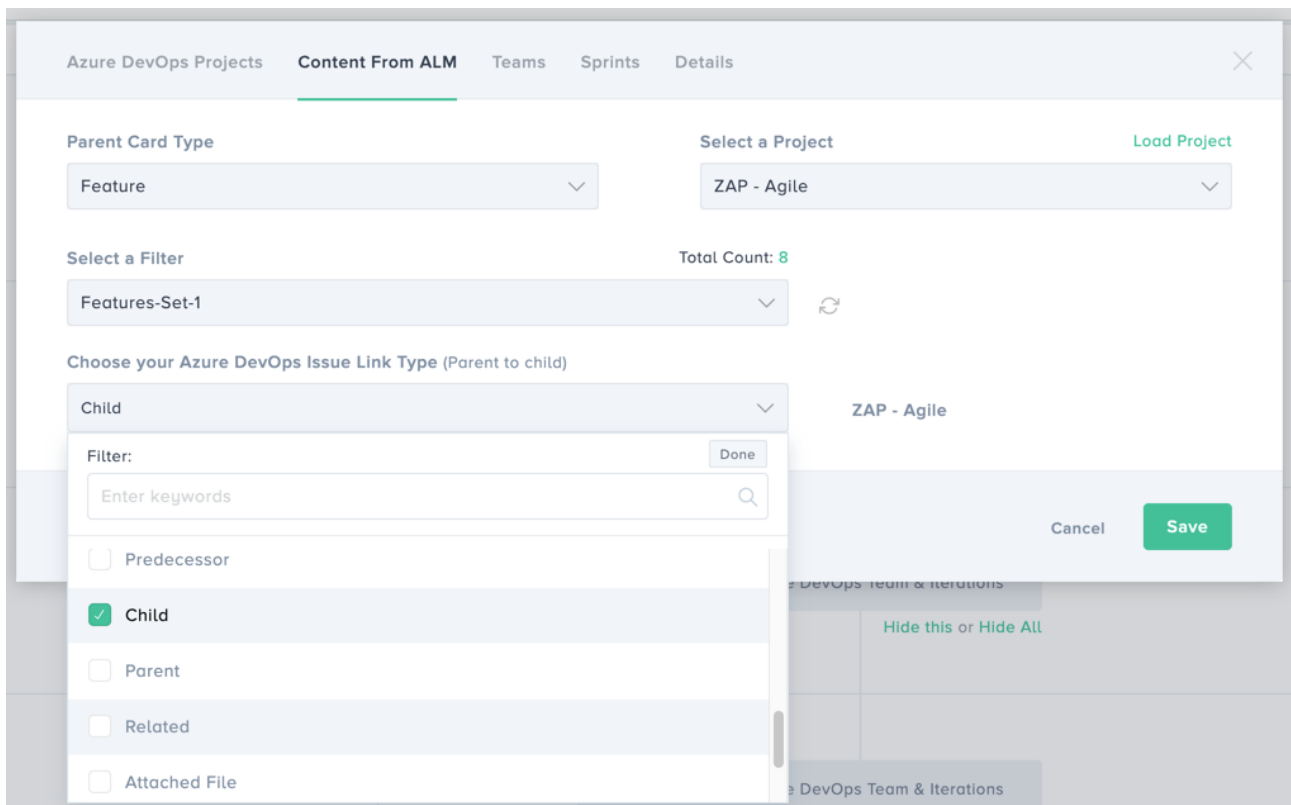 Azure DevOps Projects Content From ALM Teams Sprints Details
Parent Card Type
Select a Project Load Project
Feature
ZAP - Agile
Select a Filter
Total Count: 8
Features-Set-1
Choose your Azure DevOps Issue Link Type (Parent to child)
Child
ZAP - Agile
Filter:
Done
Enter keywords
Cancel Save
Predecessor
Child
Parent
Related
Attached File
DevOps Team & Iterations
Hide this or Hide All
DevOps Team & Iterations